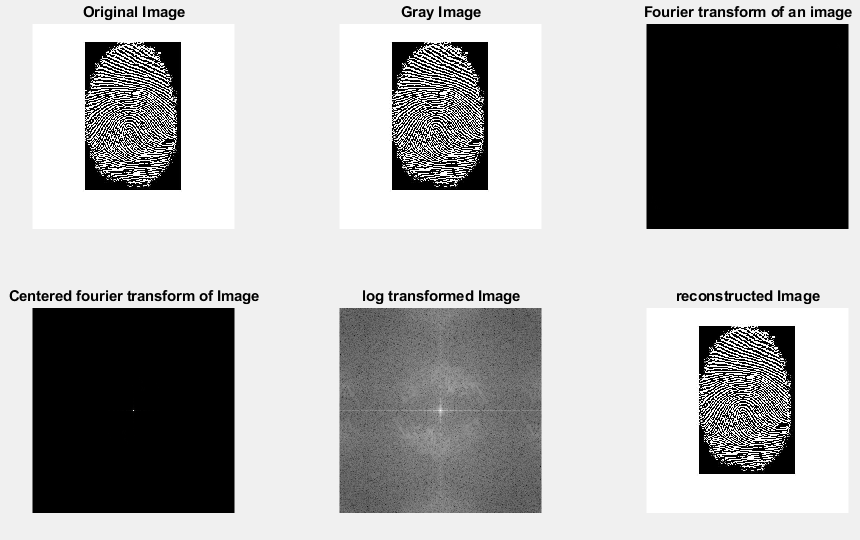 Original Image
Gray Image
Fourier transform of an image
Centered fourier transform of Image
log transformed Image
reconstructed Image